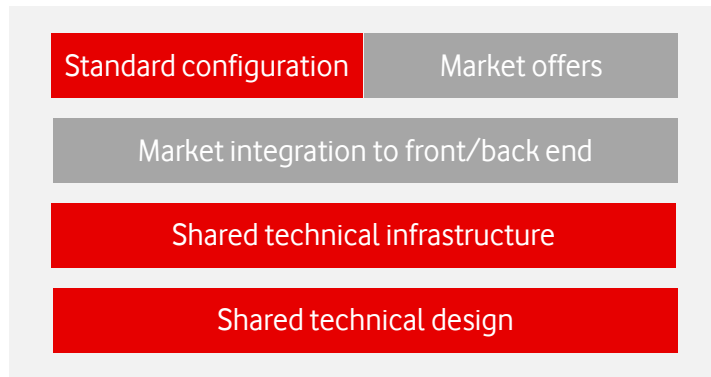 Standard configuration
Market offers
Market integration to front/back end
Shared technical infrastructure
Shared technical design